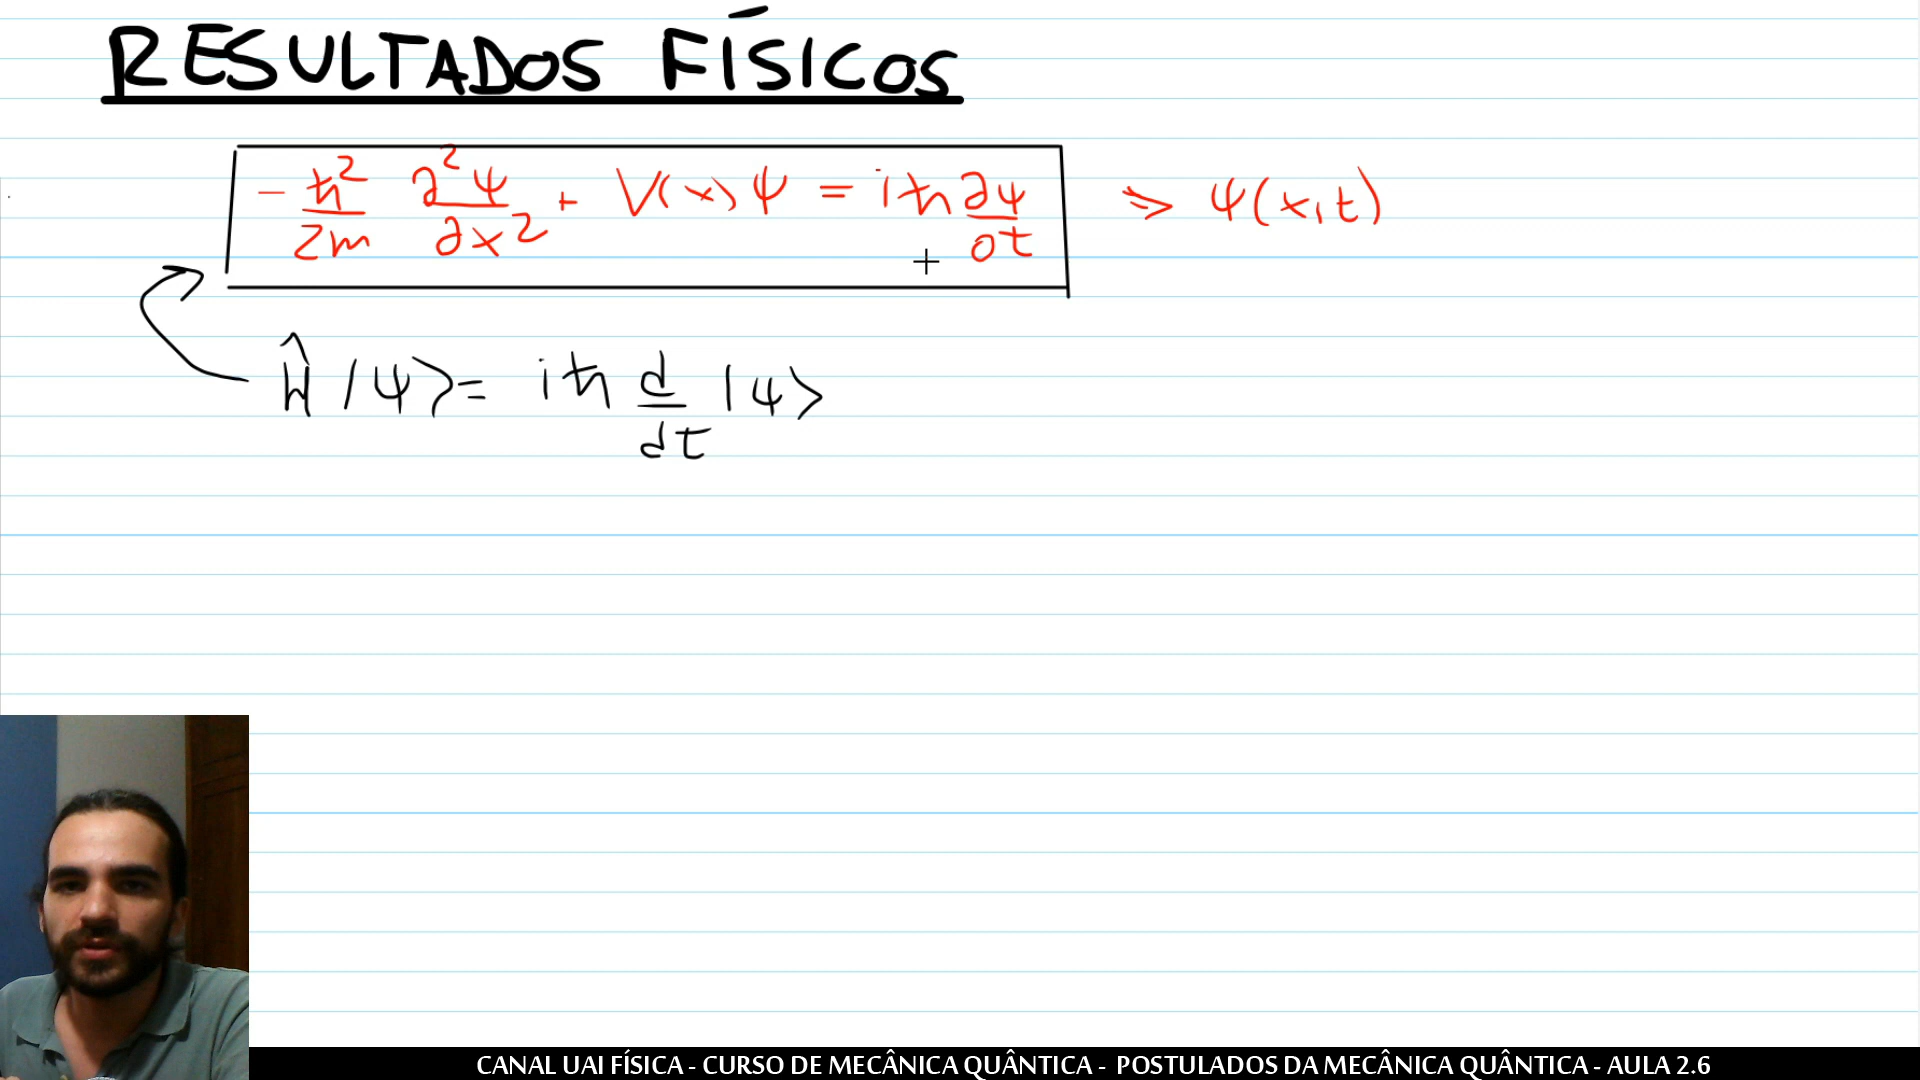 RESULTADOS FÍSICOS
-ħ²/2m ∂²Ψ/∂x² + V(x)Ψ = iħ ∂Ψ/∂t ⇒ Ψ(x,t)
Ĥ|Ψ⟩ = iħ d/dt |Ψ⟩
CANAL UAI FÍSICA - CURSO DE MECÂNICA QUÂNTICA - POSTULADOS DA MECÂNICA QUÂNTICA - AULA 2.6